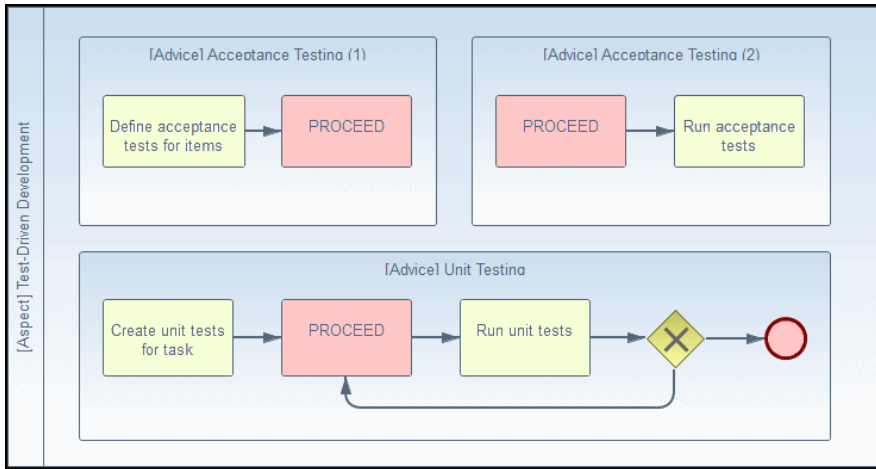 [Aspect] Test-Driven Development
[Advice] Acceptance Testing (1)
Define acceptance
tests for items
PROCEED
[Advice] Acceptance Testing (2)
PROCEED
Run acceptance
tests
[Advice] Unit Testing
Create unit tests
for task
PROCEED
Run unit tests